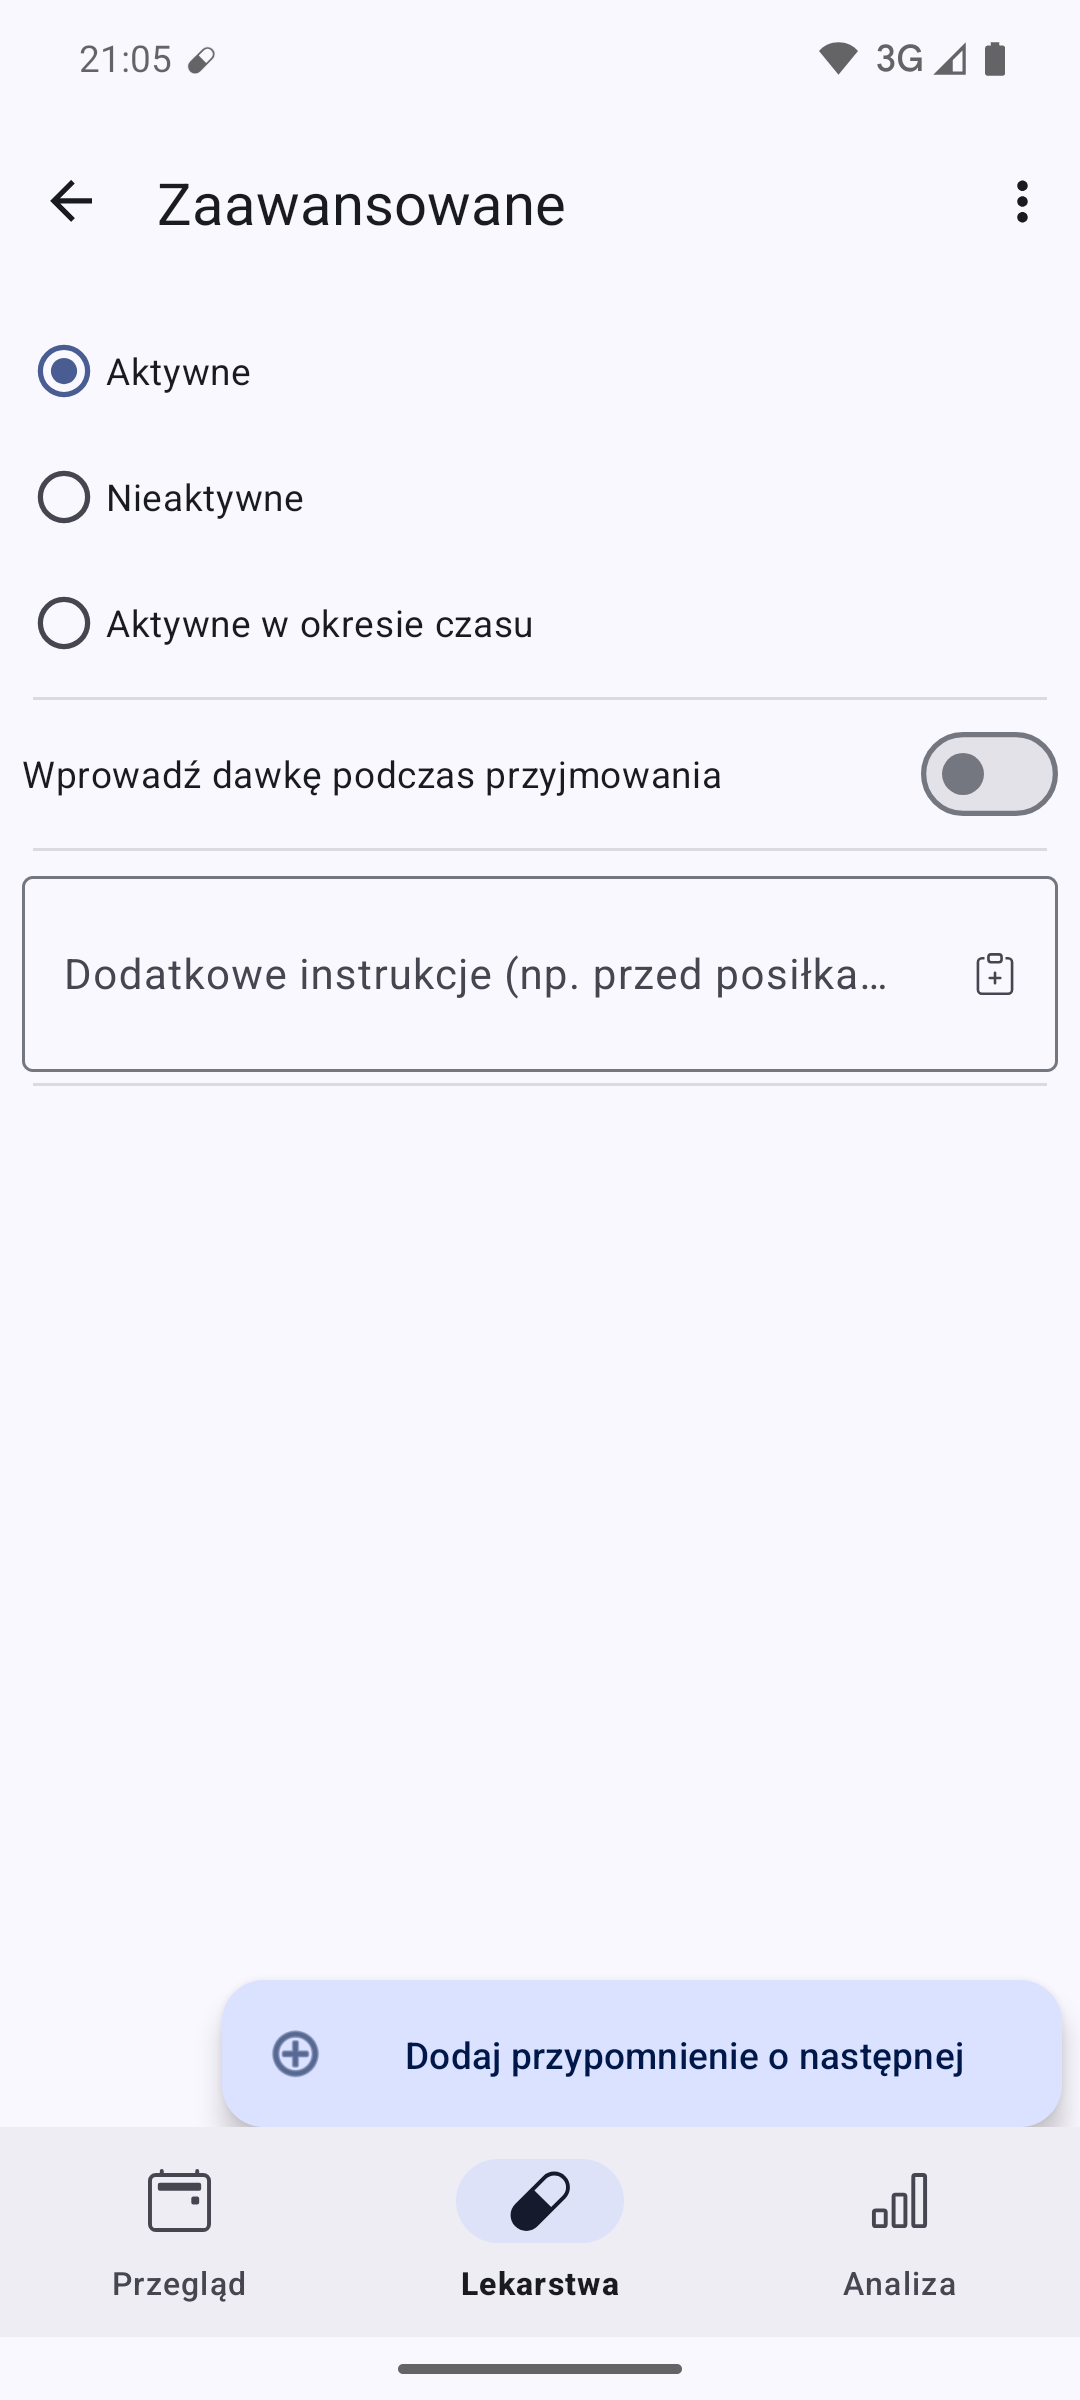 21:05
3G
Zaawansowane
Aktywne
Nieaktywne
Aktywne w okresie czasu
Wprowadź dawkę podczas przyjmowania
Dodatkowe instrukcje (np. przed posiłka…
Dodaj przypomnienie o następnej
Przegląd
Lekarstwa
Analiza